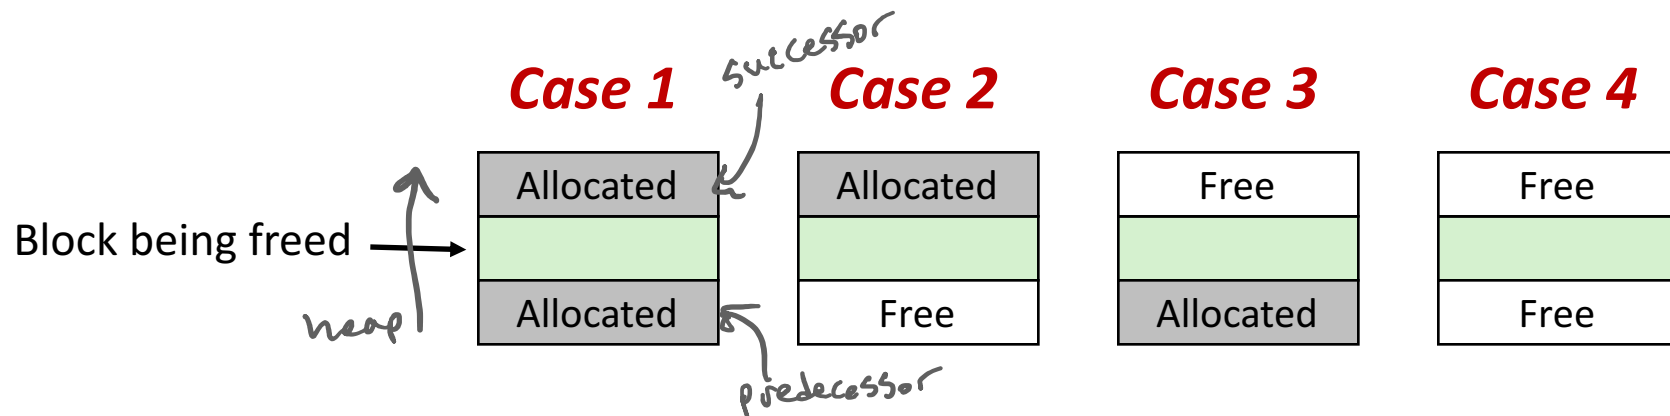 successor
Case 1 Case 2 Case 3 Case 4
Allocated Allocated Free Free
Block being freed
heap
Allocated Free Allocated Free
predecessor